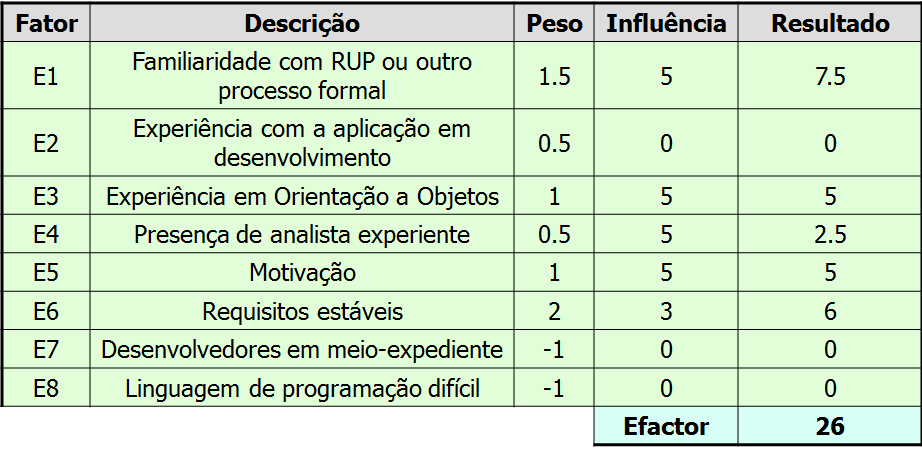 Fator Descrição Peso Influência Resultado
E1 Familiaridade com RUP ou outro processo formal 1.5 5 7.5
E2 Experiência com a aplicação em desenvolvimento 0.5 0 0
E3 Experiência em Orientação a Objetos 1 5 5
E4 Presença de analista experiente 0.5 5 2.5
E5 Motivação 1 5 5
E6 Requisitos estáveis 2 3 6
E7 Desenvolvedores em meio-expediente -1 0 0
E8 Linguagem de programação difícil -1 0 0
Efactor 26